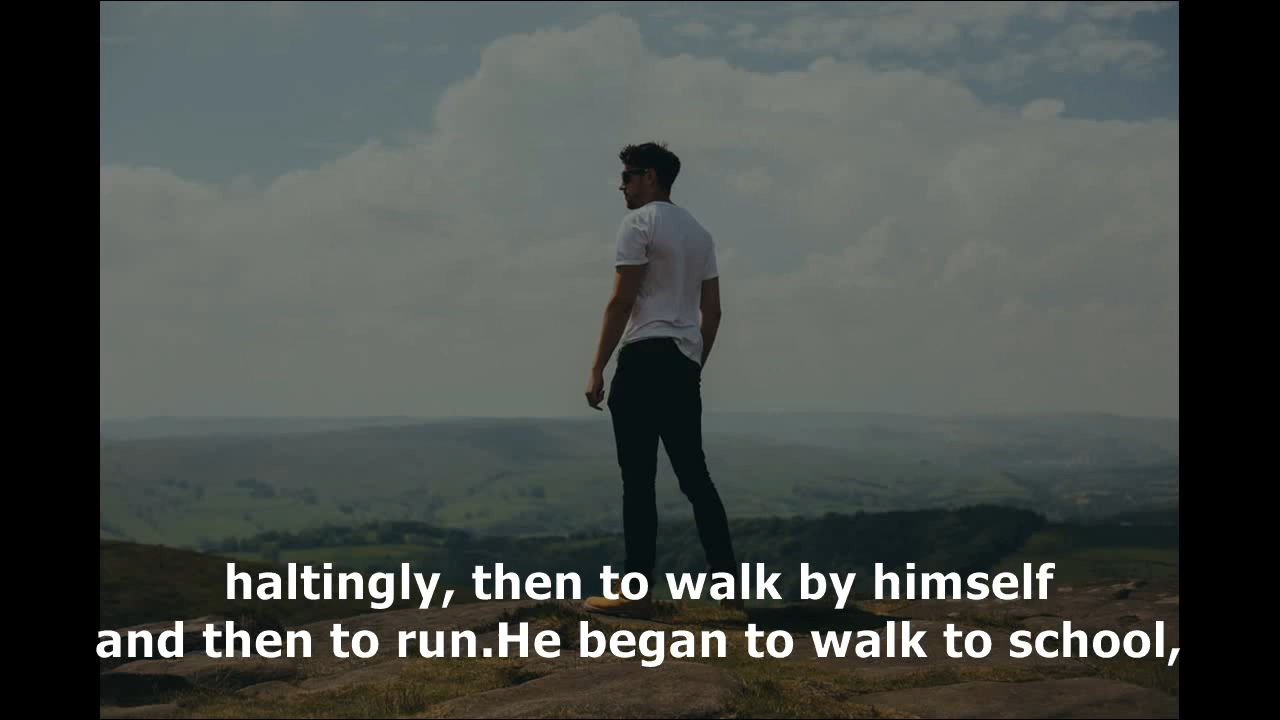 haltingly, then to walk by himself
and then to run.He began to walk to school,